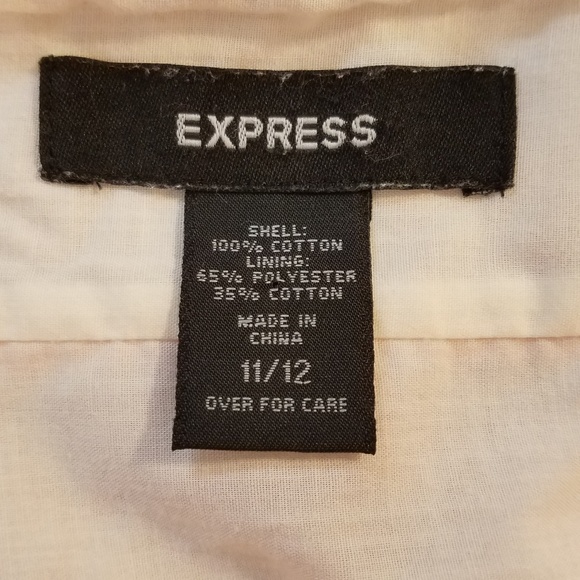 EXPRESS
SHELL:
100% COTTON
LINING:
65% POLYESTER
35% COTTON
MADE IN
CHINA
11/12
OVER FOR CARE